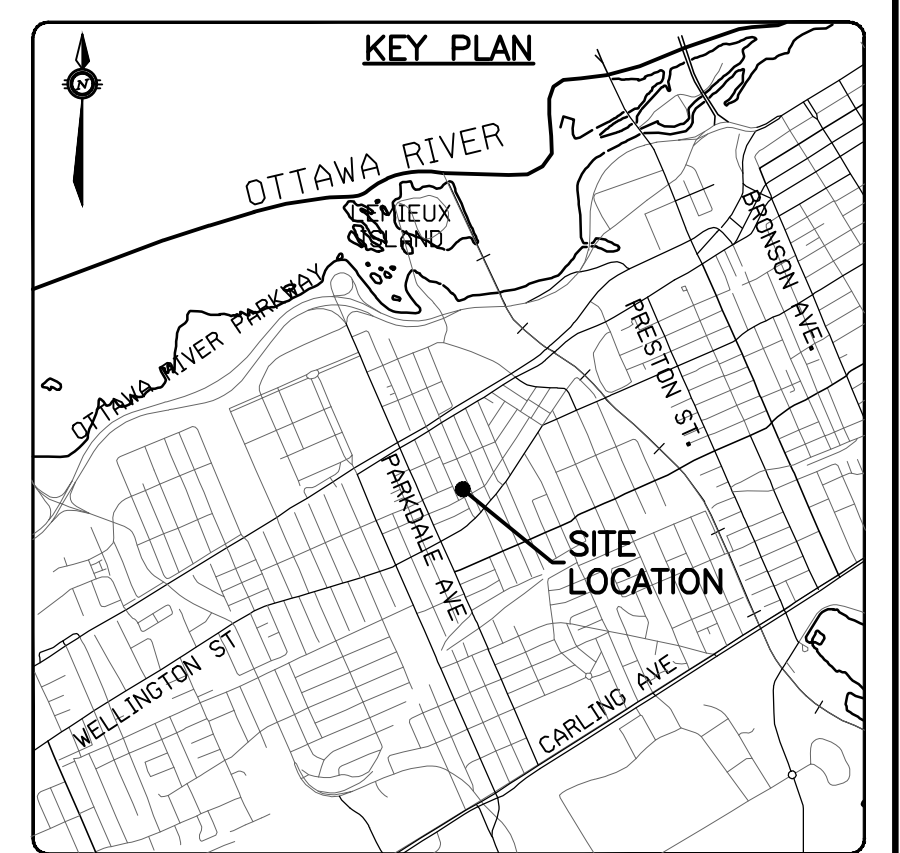 KEY PLAN
N
OTTAWA RIVER
LEMIEUX
ISLAND
BRONSON AVE.
OTTAWA RIVER PARKWAY
PRESTON ST.
PARKDALE AVE
SITE
LOCATION
WELLINGTON ST
CARLING AVE